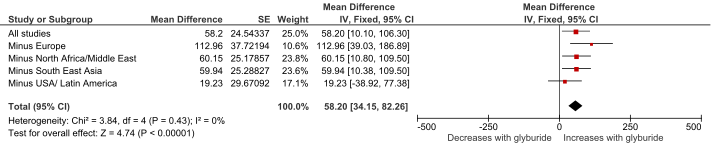 Mean Difference Mean Difference
Study or Subgroup Mean Difference SE Weight IV, Fixed, 95% CI IV, Fixed, 95% CI
All studies 58.2 24.54337 25.0% 58.20 [10.10, 106.30]
Minus Europe 112.96 37.72194 10.6% 112.96 [39.03, 186.89]
Minus North Africa/Middle East 60.15 25.17857 23.8% 60.15 [10.80, 109.50]
Minus South East Asia 59.94 25.28827 23.6% 59.94 [10.38, 109.50]
Minus USA/ Latin America 19.23 29.67092 17.1% 19.23 [-38.92, 77.38]
Total (95% CI) 100.0% 58.20 [34.15, 82.26]
Heterogeneity: Chi² = 3.84, df = 4 (P = 0.43); I² = 0%
Test for overall effect: Z = 4.74 (P < 0.00001)
-500 -250 0 250 500
Decreases with glyburide Increases with glyburide